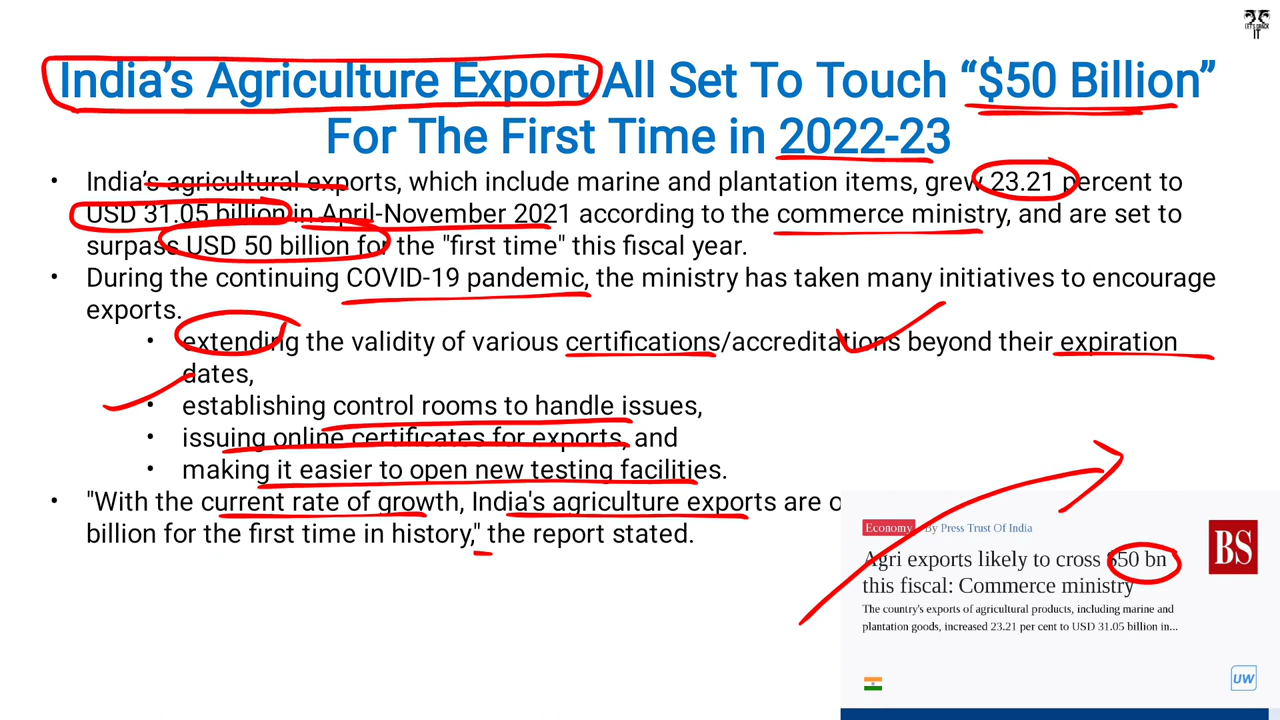 LET'S CRACK
IT
India's Agriculture Export All Set To Touch “$50 Billion”
For The First Time in 2022-23
• India's agricultural exports, which include marine and plantation items, grew 23.21 percent to
USD 31.05 billion in April-November 2021 according to the commerce ministry, and are set to
surpass USD 50 billion for the "first time" this fiscal year.
• During the continuing COVID-19 pandemic, the ministry has taken many initiatives to encourage
exports.
• extending the validity of various certifications/accreditations beyond their expiration
dates,
• establishing control rooms to handle issues,
• issuing online certificates for exports, and
• making it easier to open new testing facilities.
• "With the current rate of growth, India's agriculture exports are
billion for the first time in history," the report stated.
Economy By Press Trust Of India
Agri exports likely to cross $50 bn
this fiscal: Commerce ministry
The country's exports of agricultural products, including marine and
plantation goods, increased 23.21 per cent to USD 31.05 billion in...
BS
UW